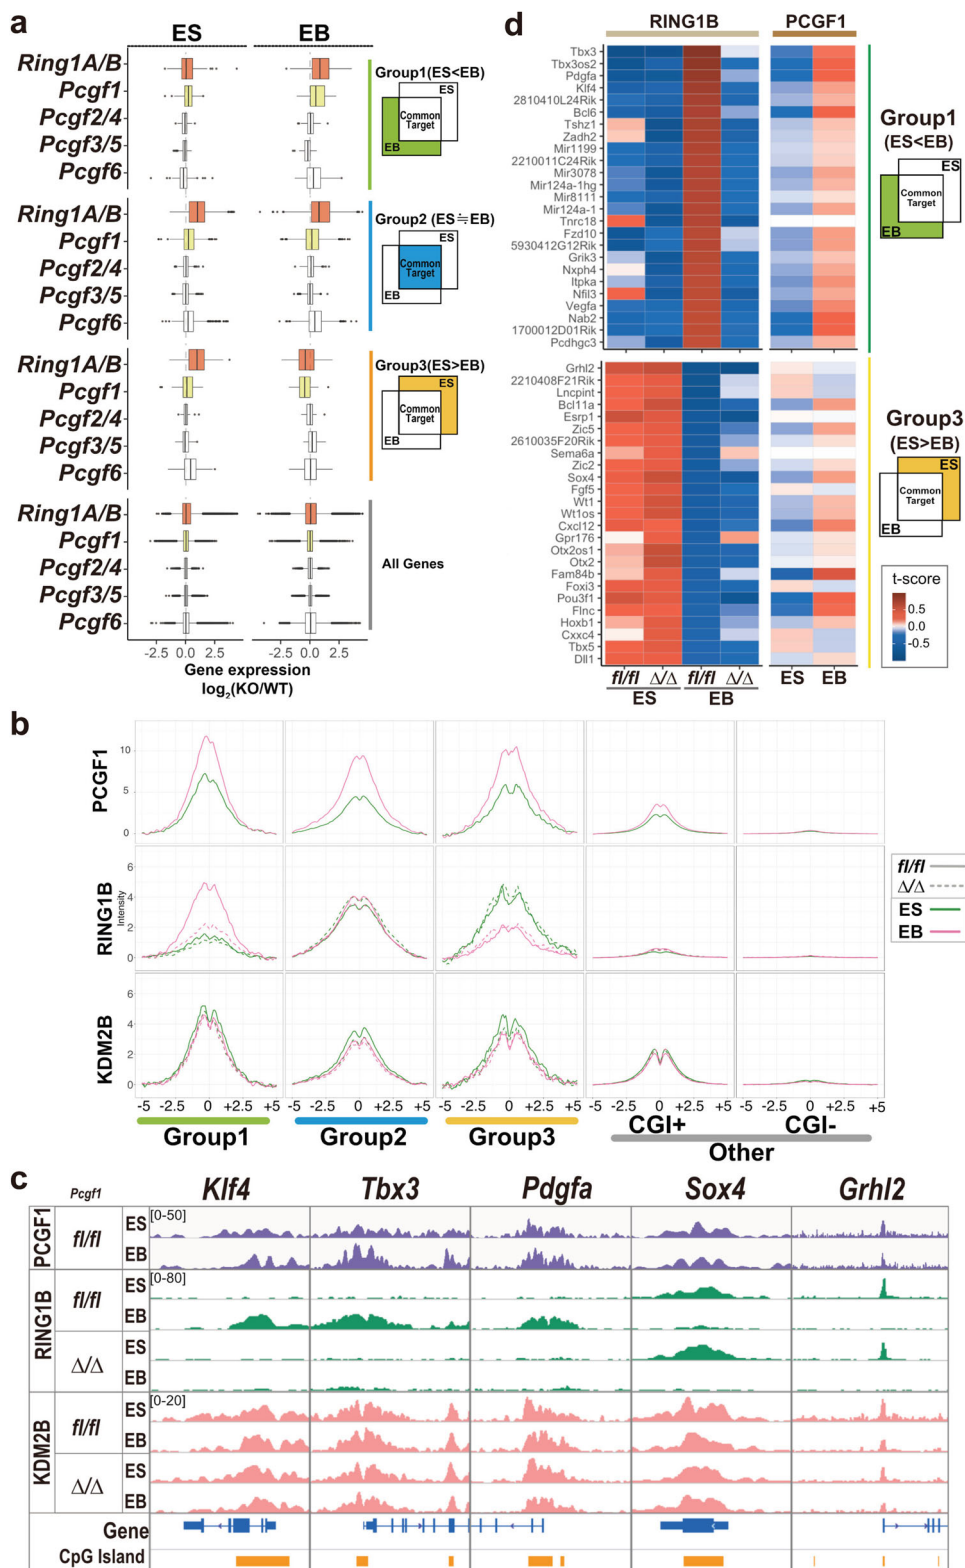 a
ES EB
Ring1A/B
Pcgf1
Pcgf2/4
Pcgf3/5
Pcgf6
Group1(ES<EB)
ES
Common
Target
EB
Ring1A/B
Pcgf1
Pcgf2/4
Pcgf3/5
Pcgf6
Group2 (ES≒EB)
ES
Common
Target
EB
Ring1A/B
Pcgf1
Pcgf2/4
Pcgf3/5
Pcgf6
Group3(ES>EB)
ES
Common
Target
EB
Ring1A/B
Pcgf1
Pcgf2/4
Pcgf3/5
Pcgf6
All Genes
-2.5 0.0 2.5 -2.5 0.0 2.5
Gene expression
log2(KO/WT)
d
RING1B PCGF1
Tbx3
Tbx3os2
Pdgfa
Klf4
2810410L24Rik
Bcl6
Tshz1
Zadh2
Mir1199
2210011C24Rik
Mir3078
Mir124a-1hg
Mir8111
Mir124a-1
Tnrc18
Fzd10
5930412G12Rik
Grik3
Nxph4
Itpka
Nfil3
Vegfa
Nab2
1700012D01Rik
Pcdhgc3
Group1
(ES<EB)
ES
Common
Target
EB
Grhl2
2210408F21Rik
Lncpint
Bcl11a
Esrp1
Zic5
2610035F20Rik
Sema6a
Zic2
Sox4
Fgf5
Wt1
Wt1os
Cxcl12
Gpr176
Otx2os1
Otx2
Fam84b
Foxi3
Pou3f1
Flnc
Hoxb1
Cxxc4
Tbx5
Dll1
Group3
(ES>EB)
ES
Common
Target
EB
t-score
0.5
0.0
-0.5
fl/fl Δ/Δ fl/fl Δ/Δ ES EB
ES EB
b
PCGF1
10
5
0
RING1B
Intensity
6
4
2
0
KDM2B
6
4
2
0
fl/fl
Δ/Δ
ES
EB
-5 -2.5 0 +2.5 +5 -5 -2.5 0 +2.5 +5 -5 -2.5 0 +2.5 +5 -5 -2.5 0 +2.5 +5 -5 -2.5 0 +2.5 +5
Group1 Group2 Group3 CGI+ CGI-
Other
c
Pcgf1 Klf4 Tbx3 Pdgfa Sox4 Grhl2
PCGF1 fl/fl ES [0-50]
EB
RING1B fl/fl ES [0-80]
EB
Δ/Δ ES
EB
KDM2B fl/fl ES [0-20]
EB
Δ/Δ ES
EB
Gene
CpG Island